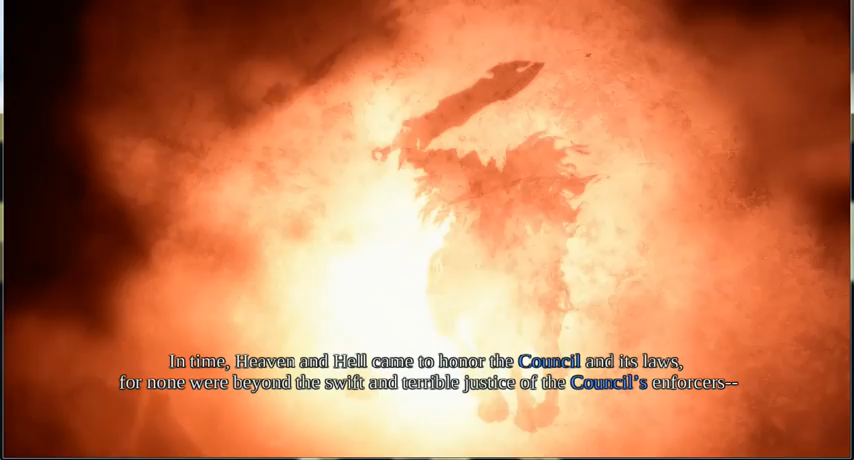 In time, Heaven and Hell came to honor the Council and its laws,
for none were beyond the swift and terrible justice of the Council's enforcers--